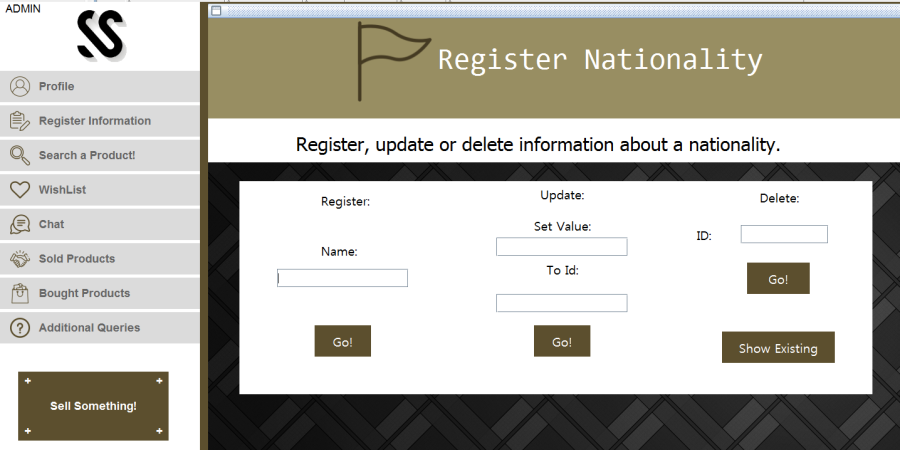 ADMIN
Profile
Register Information
Search a Product!
WishList
Chat
Sold Products
Bought Products
Additional Queries
Sell Something!
Register Nationality
Register, update or delete information about a nationality.
Register:
Name:
Go!
Update:
Set Value:
To Id:
Go!
Delete:
ID:
Go!
Show Existing